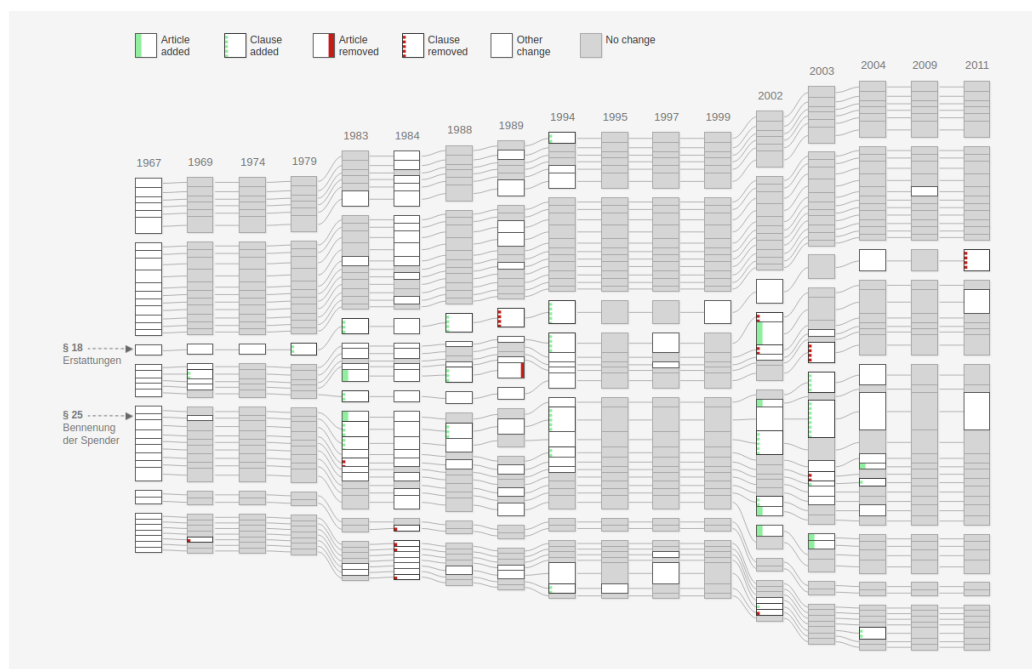 Article added
Clause added
Article removed
Clause removed
Other change
No change
1967
1969
1974
1979
1983
1984
1988
1989
1994
1995
1997
1999
2002
2003
2004
2009
2011
§ 18
Erstattungen
§ 25
Bennenung
der Spender